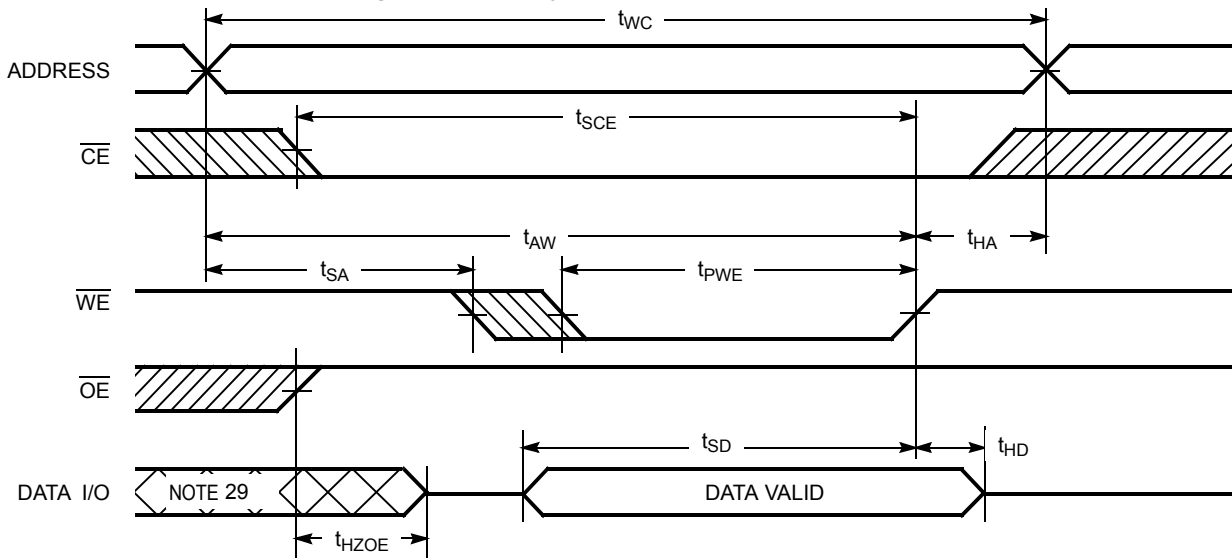 tWC
ADDRESS
tSCE
CE
tAW
tHA
tSA
tPWE
WE
OE
tSD
tHD
DATA I/O
NOTE 29
DATA VALID
tHZOE